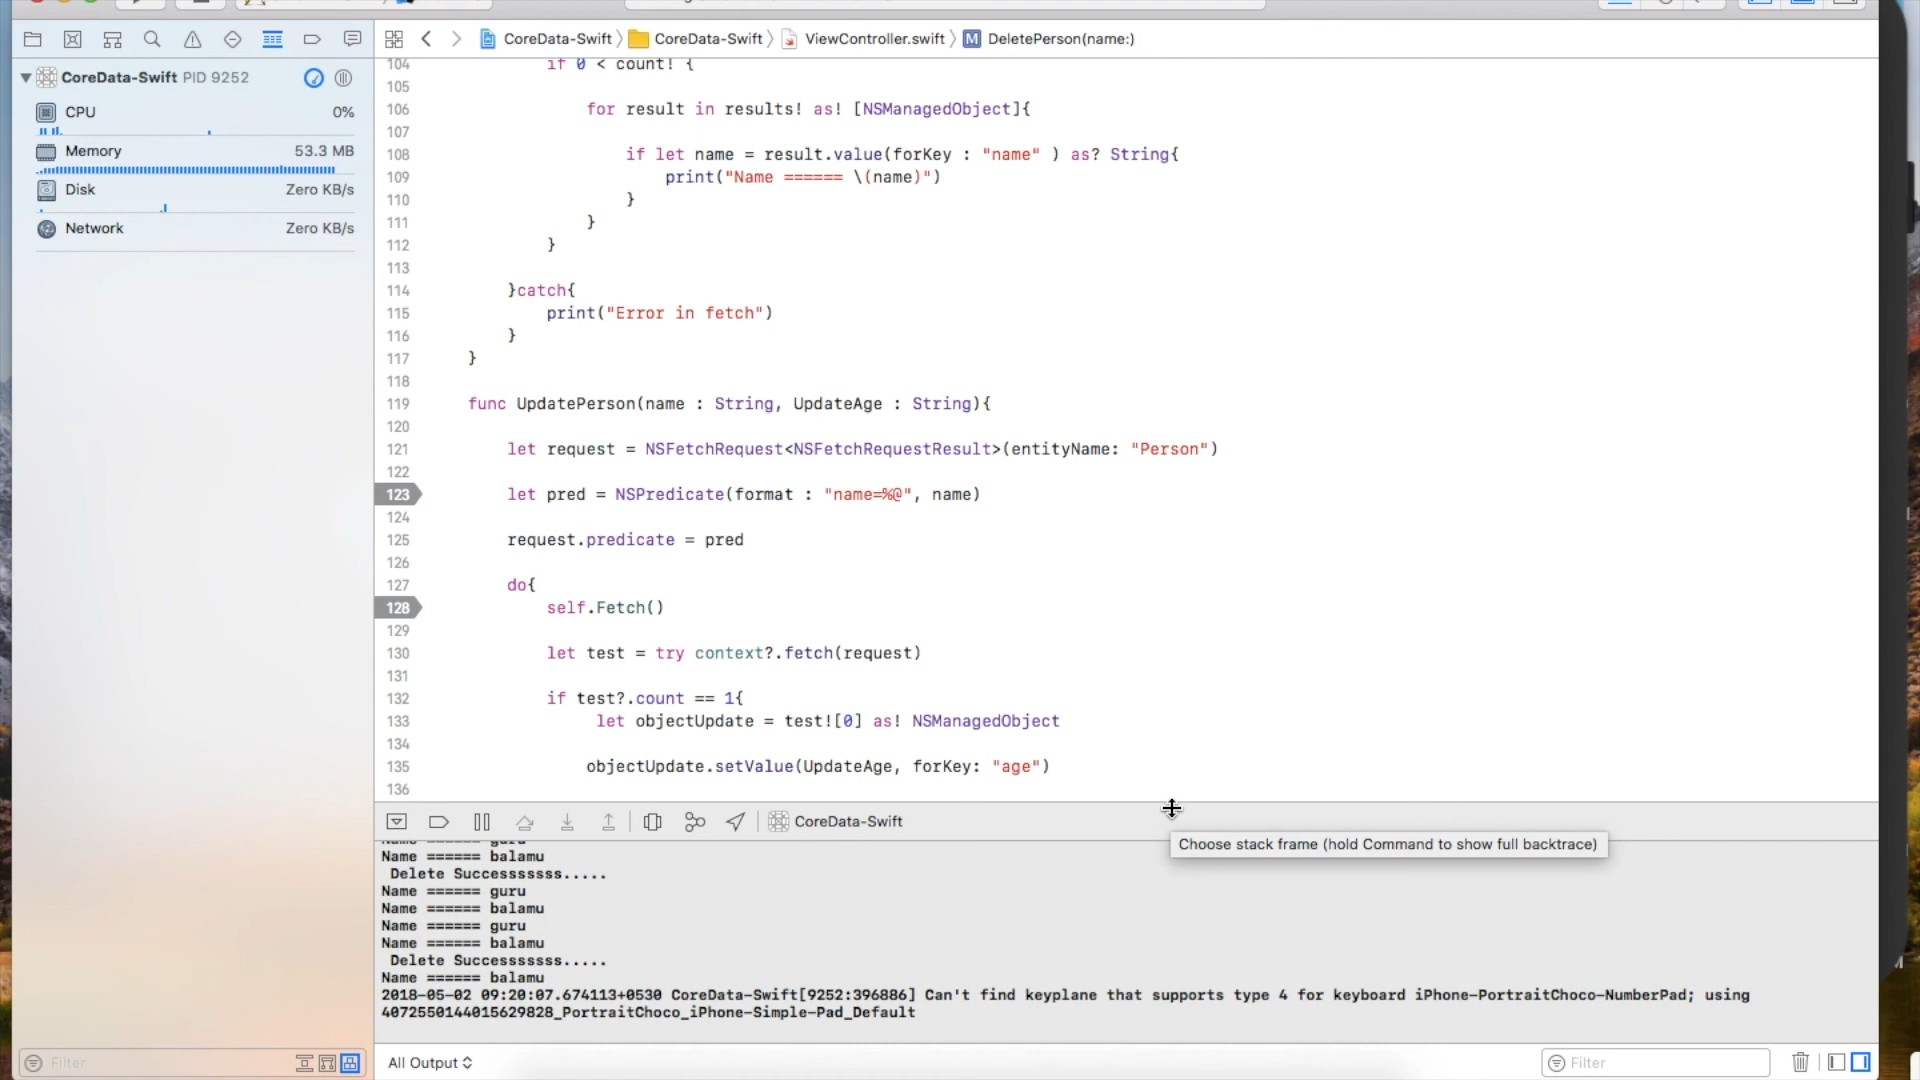 CoreData-Swift CoreData-Swift ViewController.swift M DeletePerson(name:)
CoreData-Swift PID 9252
CPU 0%
Memory 53.3 MB
Disk Zero KB/s
Network Zero KB/s
104 if 0 < count! {
105
106 for result in results! as! [NSManagedObject]{
107
108 if let name = result.value(forKey : "name" ) as? String{
109 print("Name ====== \(name)")
110 }
111 }
112 }
113
114 }catch{
115 print("Error in fetch")
116 }
117 }
118
119 func UpdatePerson(name : String, UpdateAge : String){
120
121 let request = NSFetchRequest<NSFetchRequestResult>(entityName: "Person")
122
123 let pred = NSPredicate(format : "name=%@", name)
124
125 request.predicate = pred
126
127 do{
128 self.Fetch()
129
130 let test = try context?.fetch(request)
131
132 if test?.count == 1{
133 let objectUpdate = test![0] as! NSManagedObject
134
135 objectUpdate.setValue(UpdateAge, forKey: "age")
136
CoreData-Swift
Choose stack frame (hold Command to show full backtrace)
Name ====== guru
Name ====== balamu
Delete Successsssss.....
Name ====== guru
Name ====== balamu
Name ====== guru
Name ====== balamu
Delete Successsssss.....
Name ====== balamu
2018-05-02 09:20:07.674113+0530 CoreData-Swift[9252:396886] Can't find keyplane that supports type 4 for keyboard iPhone-PortraitChoco-NumberPad; using
4072550144015629828_PortraitChoco_iPhone-Simple-Pad_Default
Filter
All Output
Filter